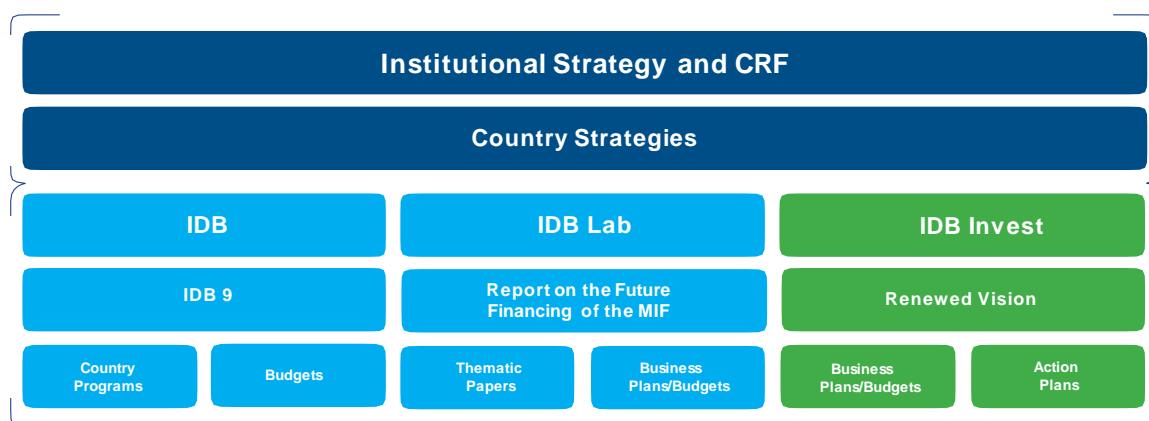 Institutional Strategy and CRF
Country Strategies
IDB
IDB Lab
IDB Invest
IDB 9
Report on the Future
Financing of the MIF
Renewed Vision
Country
Programs
Budgets
Thematic
Papers
Business
Plans/Budgets
Business
Plans/Budgets
Action
Plans